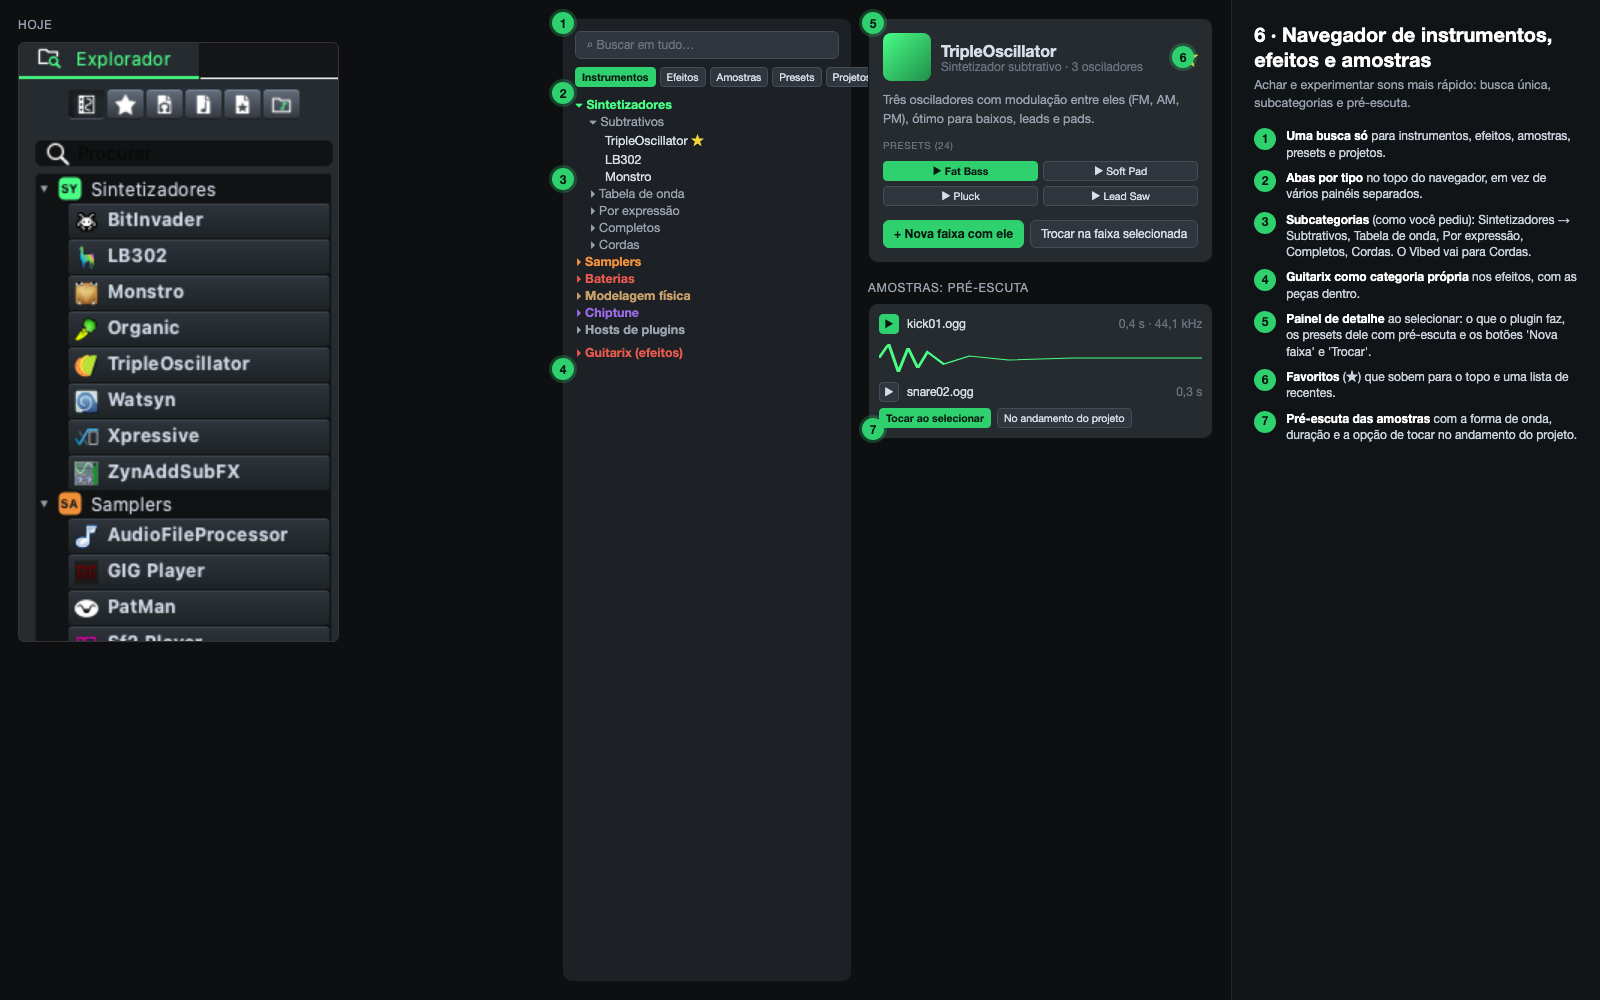 HOJE
Explorador
Procurar
SY Sintetizadores
BitInvader
LB302
Monstro
Organic
TripleOscillator
Watsyn
Xpressive
ZynAddSubFX
SA Samplers
AudioFileProcessor
GIG Player
PatMan
Sf2 Player
1
Buscar em tudo...
Instrumentos Efeitos Amostras Presets Projetos
2
Sintetizadores
Subtrativos
TripleOscillator ★
LB302
3
Monstro
Tabela de onda
Por expressão
Completos
Cordas
Samplers
Baterias
Modelagem física
Chiptune
Hosts de plugins
Guitarix (efeitos)
4
5
TripleOscillator
6
Sintetizador subtrativo · 3 osciladores
Três osciladores com modulação entre eles (FM, AM,
PM), ótimo para baixos, leads e pads.
PRESETS (24)
▶ Fat Bass ▶ Soft Pad
▶ Pluck ▶ Lead Saw
+ Nova faixa com ele Trocar na faixa selecionada
AMOSTRAS: PRÉ-ESCUTA
▶ kick01.ogg 0,4 s · 44,1 kHz
▶ snare02.ogg 0,3 s
Tocar ao selecionar No andamento do projeto
7
6 · Navegador de instrumentos,
efeitos e amostras
Achar e experimentar sons mais rápido: busca única,
subcategorias e pré-escuta.
1 Uma busca só para instrumentos, efeitos, amostras,
presets e projetos.
2 Abas por tipo no topo do navegador, em vez de
vários painéis separados.
3 Subcategorias (como você pediu): Sintetizadores →
Subtrativos, Tabela de onda, Por expressão,
Completos, Cordas. O Vibed vai para Cordas.
4 Guitarix como categoria própria nos efeitos, com as
peças dentro.
5 Painel de detalhe ao selecionar: o que o plugin faz,
os presets dele com pré-escuta e os botões 'Nova
faixa' e 'Trocar'.
6 Favoritos (★) que sobem para o topo e uma lista de
recentes.
7 Pré-escuta das amostras com a forma de onda,
duração e a opção de tocar no andamento do projeto.